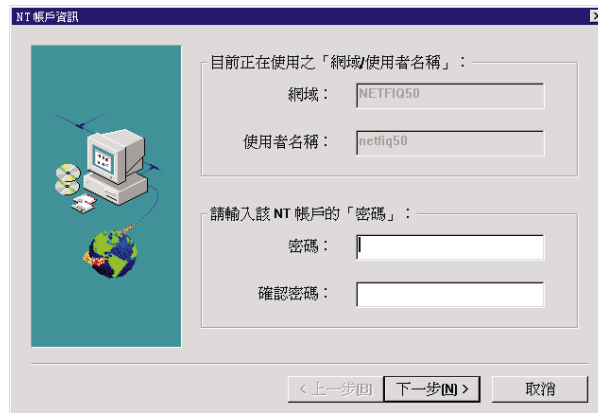 NT 帳戶資訊
目前正在使用之「網域/使用者名稱」：
網域：
NETFIQ50
使用者名稱：
netfiq50
請輸入該 NT 帳戶的「密碼」：
密碼：
確認密碼：
< 上一步(B)
下一步(N) >
取消